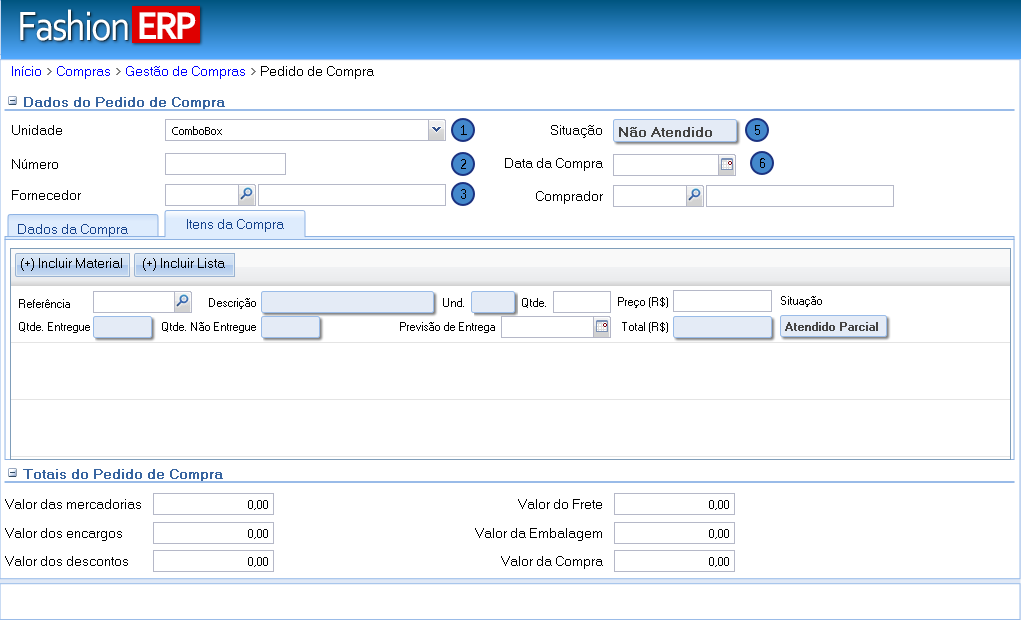 Fashion ERP
Início > Compras > Gestão de Compras > Pedido de Compra
Dados do Pedido de Compra
Unidade ComboBox 1 Situação Não Atendido 5
Número 2 Data da Compra 6
Fornecedor 3 Comprador
Dados da Compra Itens da Compra
(+) Incluir Material (+) Incluir Lista
Referência Descrição Und. Qtde. Preço (R$) Situação
Qtde. Entregue Qtde. Não Entregue Previsão de Entrega Total (R$) Atendido Parcial
Totais do Pedido de Compra
Valor das mercadorias 0,00 Valor do Frete 0,00
Valor dos encargos 0,00 Valor da Embalagem 0,00
Valor dos descontos 0,00 Valor da Compra 0,00